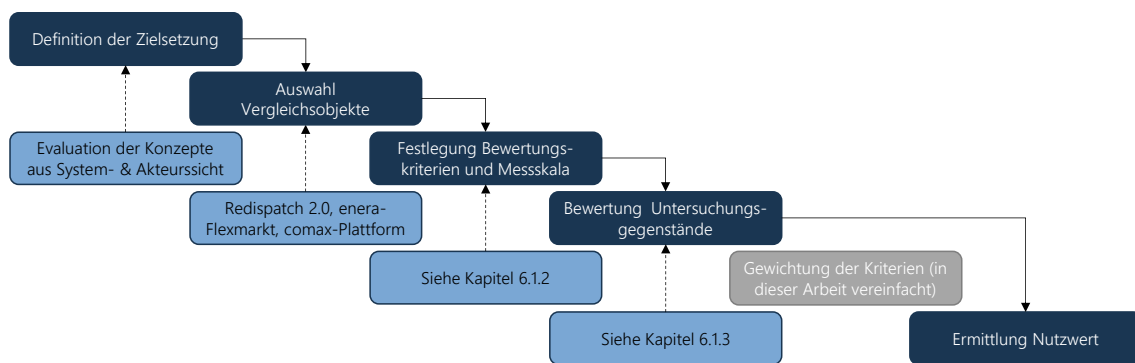 Definition der Zielsetzung
Auswahl
Vergleichsobjekte
Evaluation der Konzepte
aus System- & Akteurssicht
Festlegung Bewertungs-
kriterien und Messskala
Redispatch 2.0, enera-
Flexmarkt, comax-Plattform
Bewertung Untersuchungs-
gegenstände
Siehe Kapitel 6.1.2
Gewichtung der Kriterien (in
dieser Arbeit vereinfacht)
Siehe Kapitel 6.1.3
Ermittlung Nutzwert